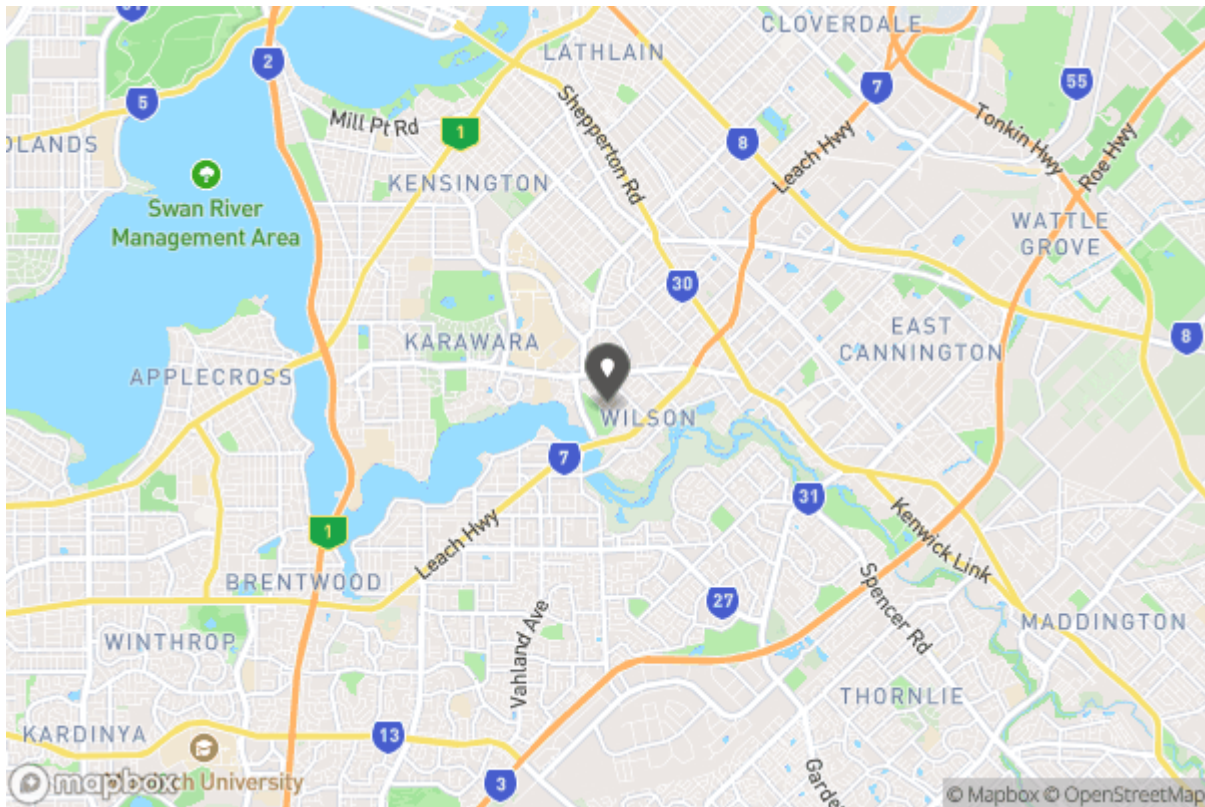 CLOVERDALE
2
LATHLAIN
7
55
5
Mill Pt Rd
1
Shepperton Rd
8
Tonkin Hwy
Roe Hwy
Leach Hwy
KENSINGTON
Swan River
Management Area
WATTLE
GROVE
30
KARAWARA
EAST
CANNINGTON
8
APPLECROSS
WILSON
7
31
1
Leach Hwy
Kenwick Link
BRENTWOOD
27
Spencer Rd
Vahland Ave
MADDINGTON
WINTHROP
THORNLIE
KARDINYA
13
University
mapbox
3
© Mapbox © OpenStreetMap